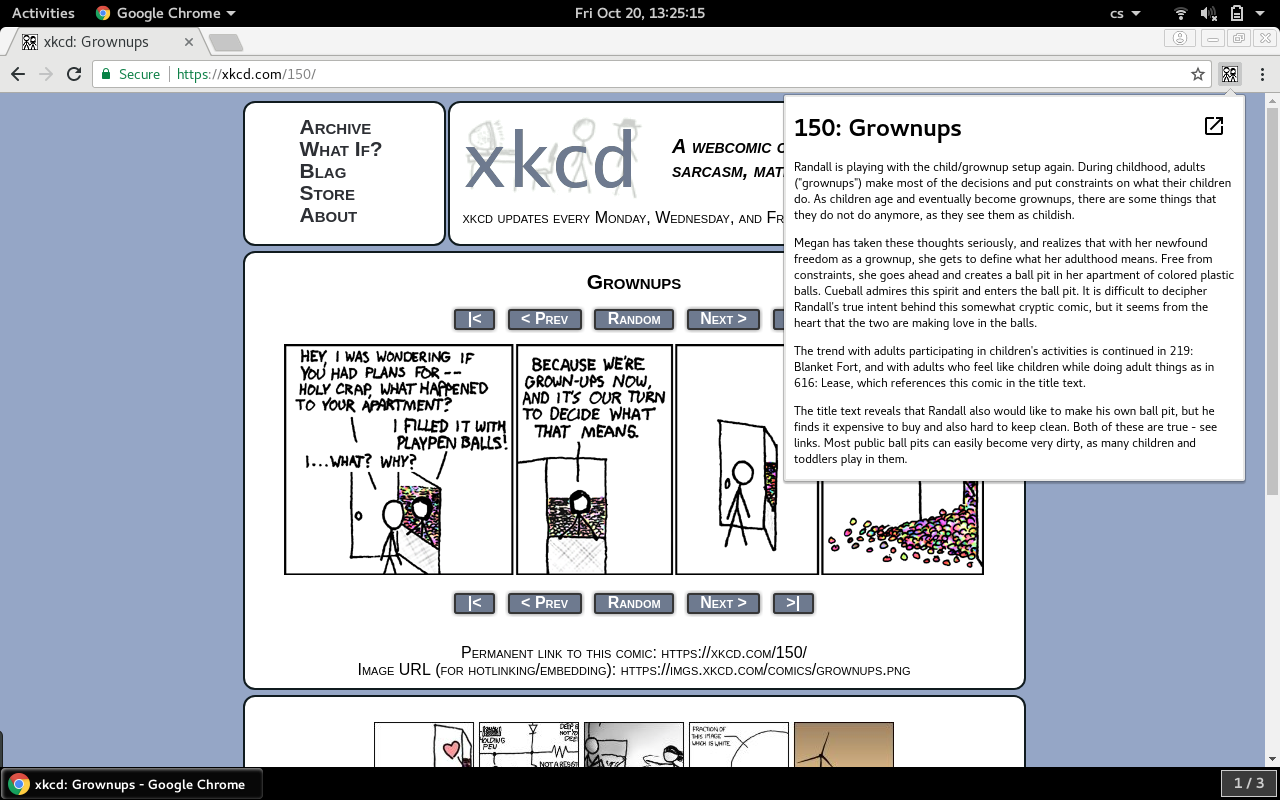 Activities Google Chrome Fri Oct 20, 13:25:15 cs
xkcd: Grownups
Secure https://xkcd.com/150/
Archive
What If?
Blag
Store
About
xkcd
A webcomic
sarcasm,
xkcd updates every Monday, Wednesday, and
150: Grownups
Randall is playing with the child/grownup setup again. During childhood, adults
("grownups") make most of the decisions and put constraints on what their children
do. As children age and eventually become grownups, there are some things that
they do not do anymore, as they see them as childish.
Megan has taken these thoughts seriously, and realizes that with her newfound
freedom as a grownup, she gets to define what her adulthood means. Free from
constraints, she goes ahead and creates a ball pit in her apartment of colored plastic
balls. Cueball admires this spirit and enters the ball pit. It is difficult to decipher
Randall's true intent behind this somewhat cryptic comic, but it seems from the
heart that the two are making love in the balls.
The trend with adults participating in children's activities is continued in 219:
Blanket Fort, and with adults who feel like children while doing adult things as in
616: Lease, which references this comic in the title text.
The title text reveals that Randall also would like to make his own ball pit, but he
finds it expensive to buy and also hard to keep clean. Both of these are true - see
links. Most public ball pits can easily become very dirty, as many children and
toddlers play in them.
Grownups
|< < Prev Random Next >
HEY, I WAS WONDERING IF
YOU HAD PLANS FOR --
HOLY CRAP, WHAT HAPPENED
TO YOUR APARTMENT?
I FILLED IT WITH
PLAYPEN BALLS!
I...WHAT? WHY?
BECAUSE WE'RE
GROWN-UPS NOW,
AND IT'S OUR TURN
TO DECIDE WHAT
THAT MEANS.
|< < Prev Random Next > >|
Permanent link to this comic: https://xkcd.com/150/
Image URL (for hotlinking/embedding): https://imgs.xkcd.com/comics/grownups.png
HOLDING
PEN
DEEP &
NOT A RESIS
FRACTION OF
THIS IMAGE
WHICH IS WHITE
xkcd: Grownups - Google Chrome 1 / 3